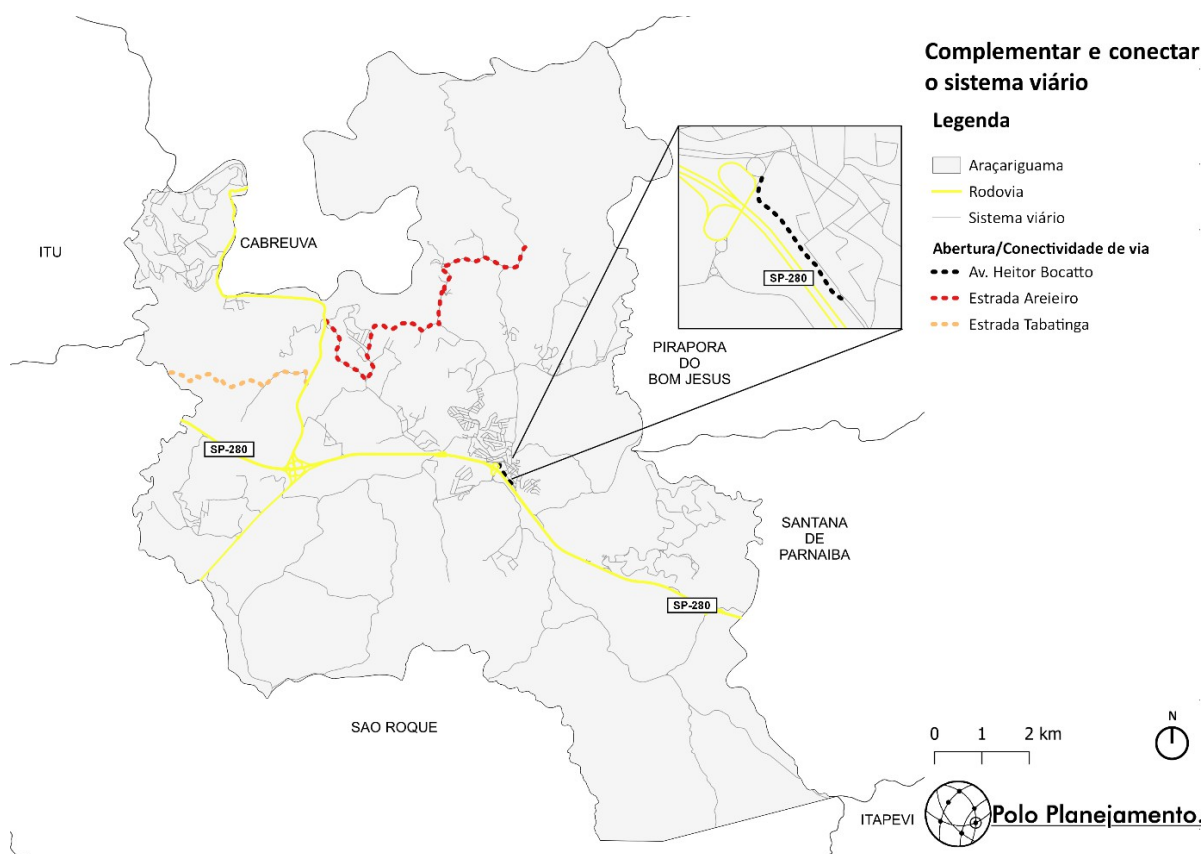 Complementar e conectar
o sistema viário
Legenda
Araçariguama
Rodovia
Sistema viário
Abertura/Conectividade de via
Av. Heitor Bocatto
Estrada Areieiro
Estrada Tabatinga
ITU
CABREUVA
SP-280
PIRAPORA
DO
BOM JESUS
SP-280
SANTANA
DE
PARNAIBA
SP-280
SAO ROQUE
ITAPEVI
0 1 2 km
N
Polo Planejamento.